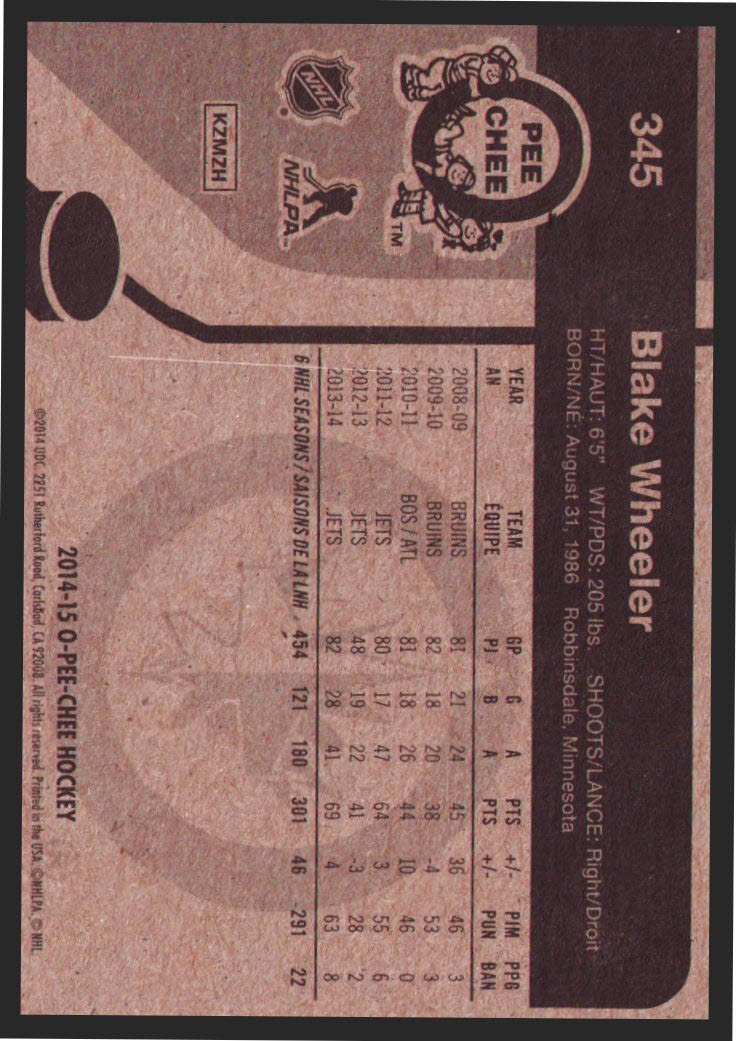 345
Blake Wheeler
HT/HAUT: 6'5" WT/PDS: 205 lbs. SHOOTS/LANCE: Right/Droit
BORN/NÉ: August 31, 1986 Robbinsdale, Minnesota
PEE
CHEE
TM
NHL
NHLPA™
KZMZH
YEAR TEAM GP G A PTS +/- PIM PPG
AN ÉQUIPE PJ B A PTS +/- PUN BAN
2008-09 BRUINS 81 21 24 45 36 46 3
2009-10 BRUINS 82 18 20 38 -4 53 3
2010-11 BOS/ATL 81 18 26 44 10 46 0
2011-12 JETS 80 17 47 64 3 55 6
2012-13 JETS 48 19 22 41 -3 28 2
2013-14 JETS 82 28 41 69 4 63 8
6 NHL SEASONS/SAISONS DE LA LNH 454 121 180 301 46 291 22
2014-15 O-PEE-CHEE HOCKEY
©2014 UDC. 2251 Rutherford Road, Carlsbad, CA 92008. All rights reserved. Printed in the USA. ©NHLPA. © NHL.